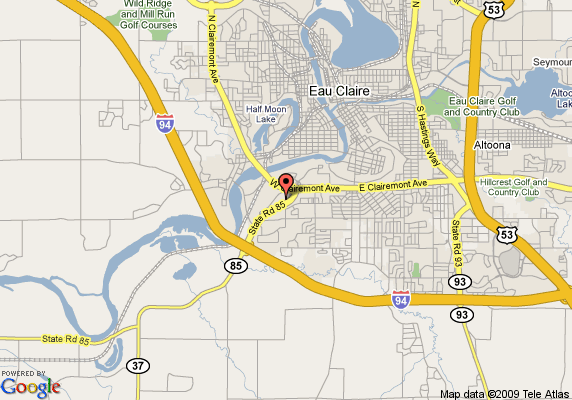 Wild Ridge
and Mill Run
Golf Courses
N Clairemont Ave
N
53
Seymou
Eau Claire
Half Moon
Lake
Altoo
La
Eau Claire Golf
and Country Club
94
S Hastings Way
Altoona
W Clairemont Ave
E Clairemont Ave
Hillcrest Golf and
Country Club
State Rd 85
State Rd 93
53
85
93
94
93
State Rd 85
37
POWERED BY
Google
Map data ©2009 Tele Atlas